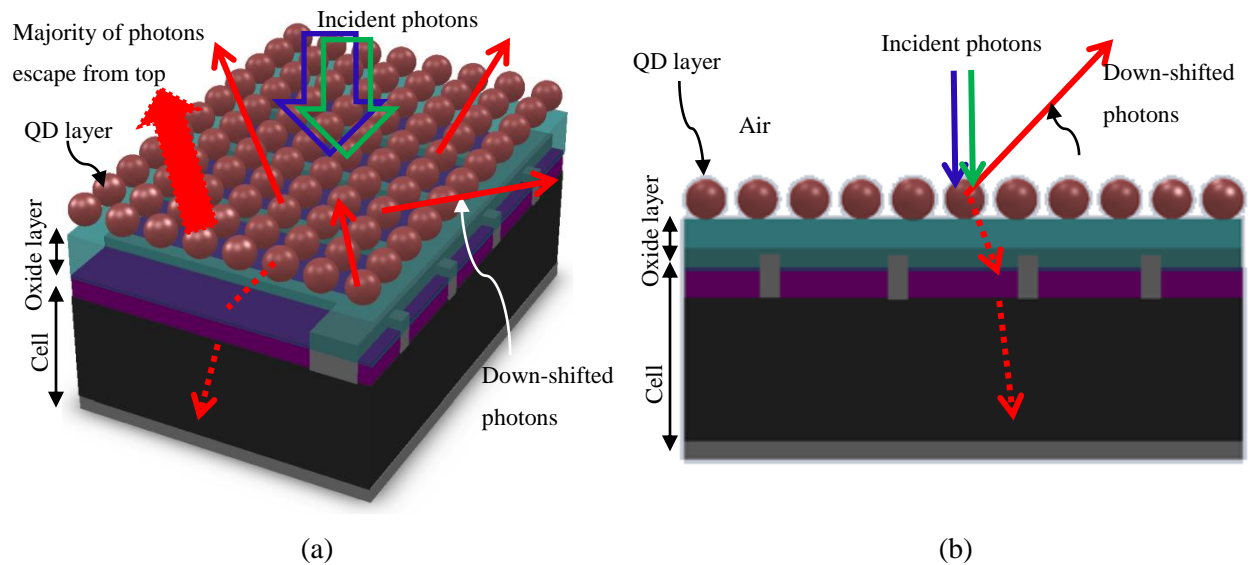 Majority of photons
escape from top
Incident photons
QD layer
Oxide layer
Cell
Down-shifted
photons
(a)
QD layer
Incident photons
Down-shifted
photons
Air
Oxide layer
Cell
(b)